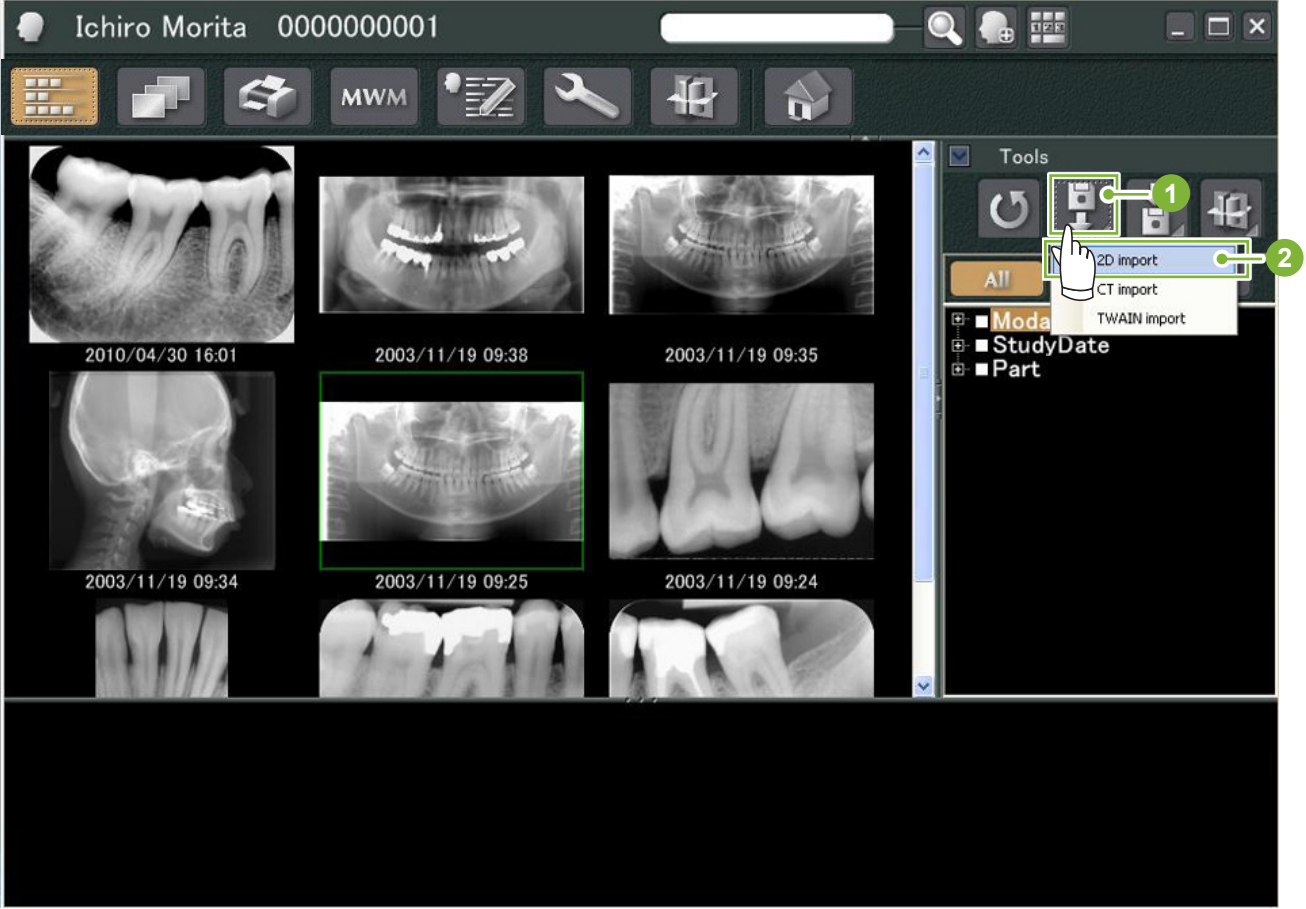 Ichiro Morita 0000000001
MWM
Tools
1
2D import
2
All
CT import
Moda
TWAIN import
StudyDate
Part
2010/04/30 16:01
2003/11/19 09:38
2003/11/19 09:35
2003/11/19 09:34
2003/11/19 09:25
2003/11/19 09:24